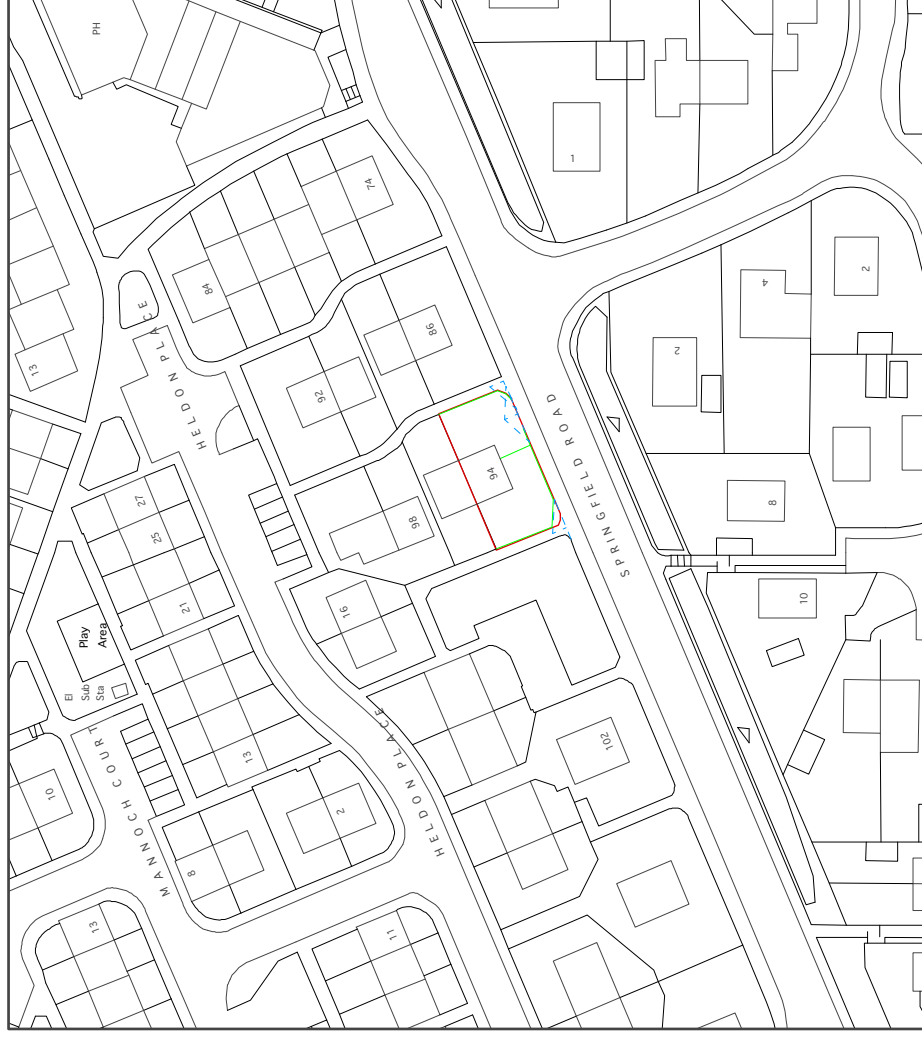 PH
74
84
1
13
HELDON PLACE
86
92
2
4
2
27
94
98
SPRINGFIELD ROAD
8
25
21
16
10
Play
Area
El
Sub
Sta
MANNOCH COURT
13
HELDON PLACE
102
10
2
8
13
11